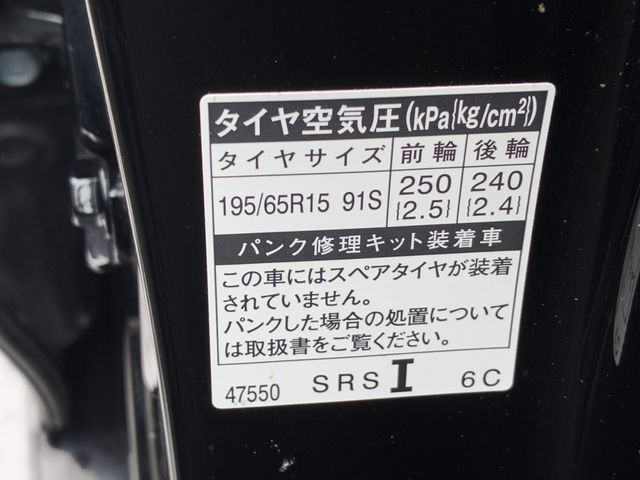 タイヤ空気圧(kPa{kg/cm²})
タイヤサイズ 前輪 後輪
195/65R15 91S 250 {2.5} 240 {2.4}
パンク修理キット装着車
この車にはスペアタイヤが装着
されていません。
パンクした場合の処置について
は取扱書をご覧ください。
47550 SRS I 6C